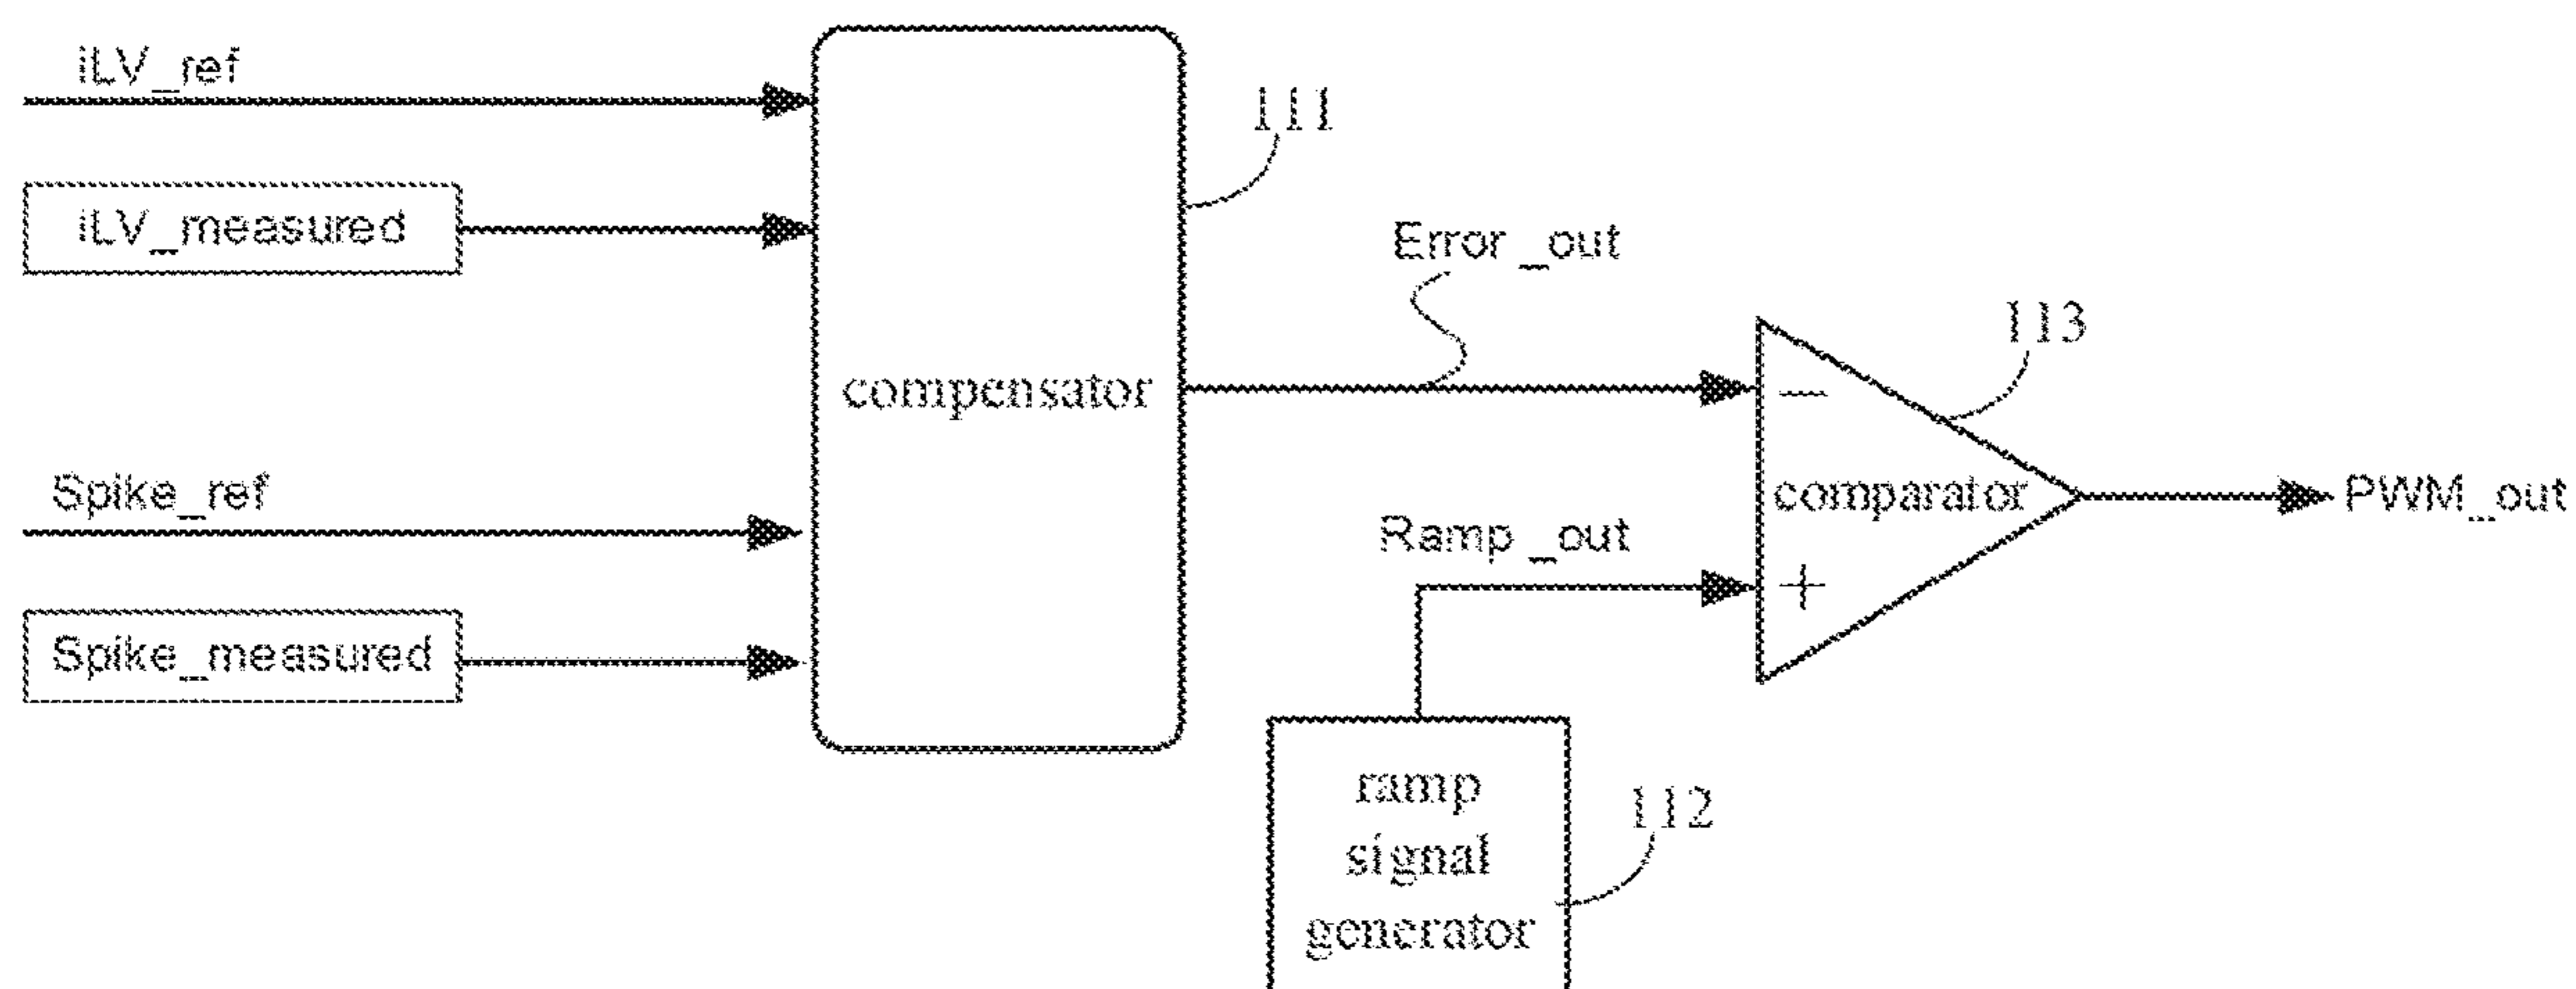 iLV_ref
111
iLV_measured
Error _out
113
compensator
Spike_ref
comparator
PWM_out
Ramp _out
Spike_measured
ramp
signal
generator
112
−
+